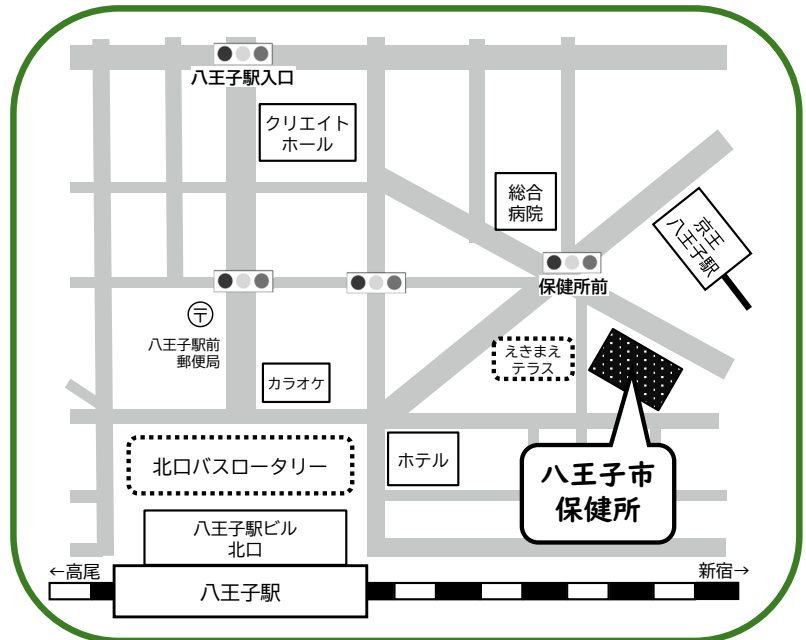 八王子駅入口
クリエイト
ホール
総合
病院
京王
八王子駅
保健所前
〒
八王子駅前
郵便局
えきまえ
テラス
カラオケ
北口バスロータリー
ホテル
八王子市
保健所
八王子駅ビル
北口
←高尾
新宿→
八王子駅